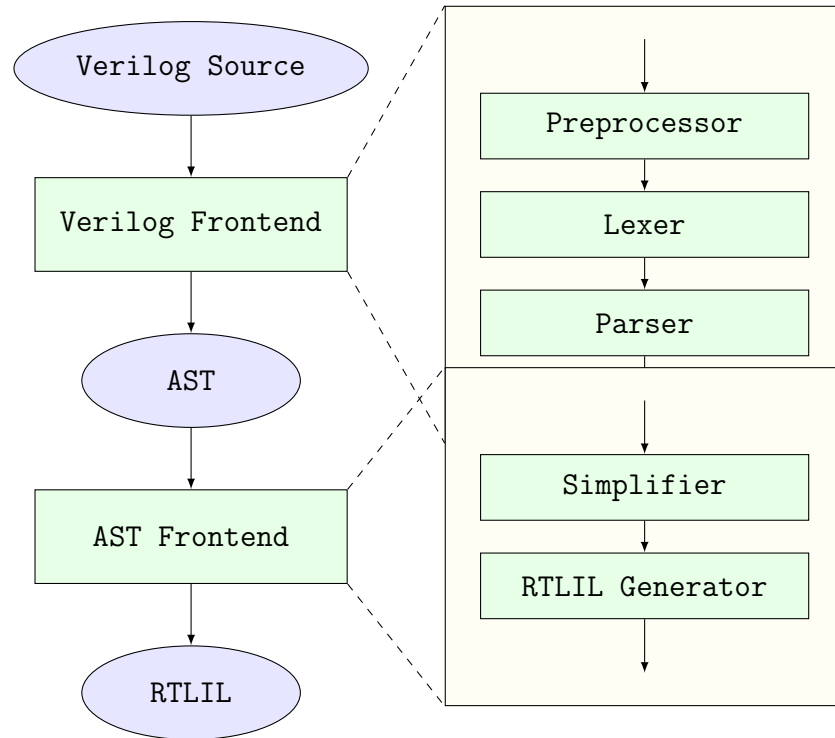 Verilog Source
Verilog Frontend
AST
AST Frontend
RTLIL
Preprocessor
Lexer
Parser
Simplifier
RTLIL Generator